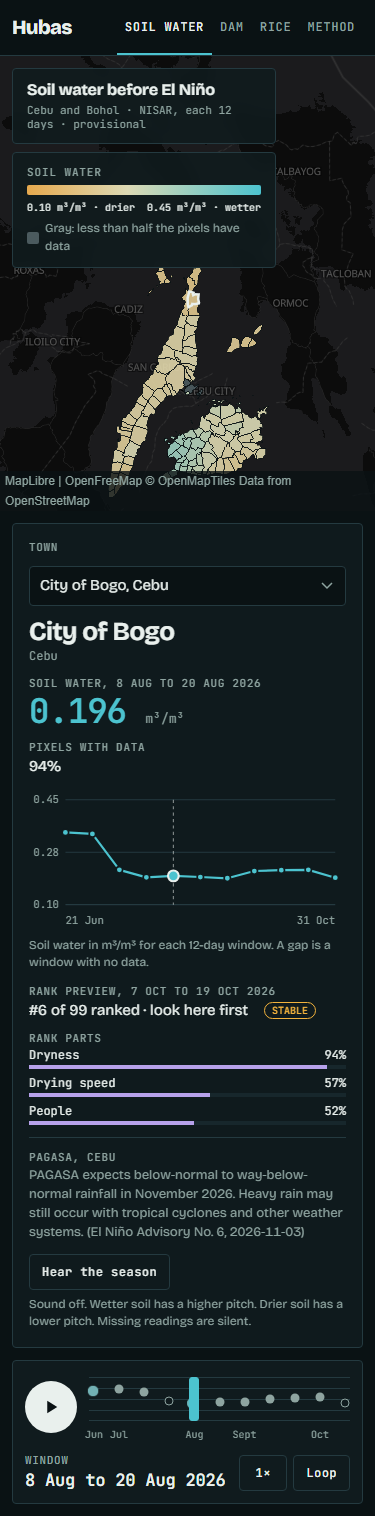 Hubas
SOIL WATER DAM RICE METHOD
Soil water before El Niño
Cebu and Bohol · NISAR, each 12
days · provisional
SOIL WATER
0.10 m³/m³ · drier 0.45 m³/m³ · wetter
Gray: less than half the pixels have
data
ALBAYOG
ROXAS
TACLOBAN
CADIZ
ORMOC
ILOILO CITY
SAN C
CITY
MapLibre | OpenFreeMap © OpenMapTiles Data from
OpenStreetMap
TOWN
City of Bogo, Cebu
City of Bogo
Cebu
SOIL WATER, 8 AUG TO 20 AUG 2026
0.196 m³/m³
PIXELS WITH DATA
94%
0.45
0.28
0.10
21 Jun 31 Oct
Soil water in m³/m³ for each 12-day window. A gap is a
window with no data.
RANK PREVIEW, 7 OCT TO 19 OCT 2026
#6 of 99 ranked · look here first STABLE
RANK PARTS
Dryness 94%
Drying speed 57%
People 52%
PAGASA, CEBU
PAGASA expects below-normal to way-below-
normal rainfall in November 2026. Heavy rain may
still occur with tropical cyclones and other weather
systems. (El Niño Advisory No. 6, 2026-11-03)
Hear the season
Sound off. Wetter soil has a higher pitch. Drier soil has a
lower pitch. Missing readings are silent.
Jun Jul Aug Sept Oct
WINDOW
8 Aug to 20 Aug 2026 1× Loop